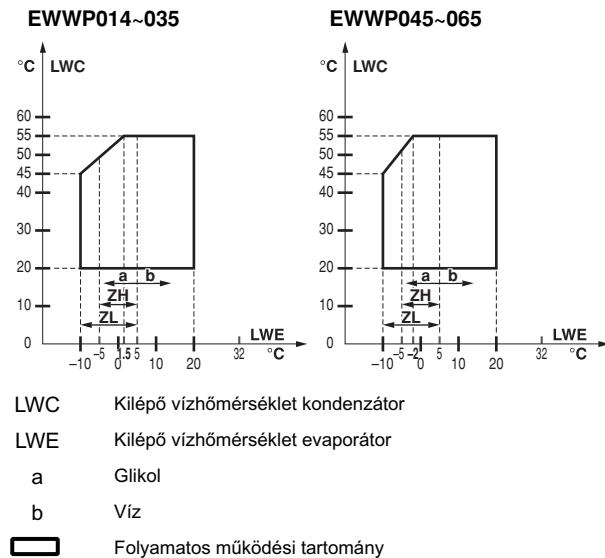 EWWP014~035 EWWP045~065
°C LWC °C LWC
60 60
55 55
50 50
45 45
40 40
30 30
20 20
a b a b
10 ZH 10 ZH
ZL ZL
0 LWE 0 LWE
–10 –5 0 1.5 5 10 20 32 °C –10 –5 –2 0 5 10 20 32 °C
LWC Kilépő vízhőmérséklet kondenzátor
LWE Kilépő vízhőmérséklet evaporátor
a Glikol
b Víz
Folyamatos működési tartomány